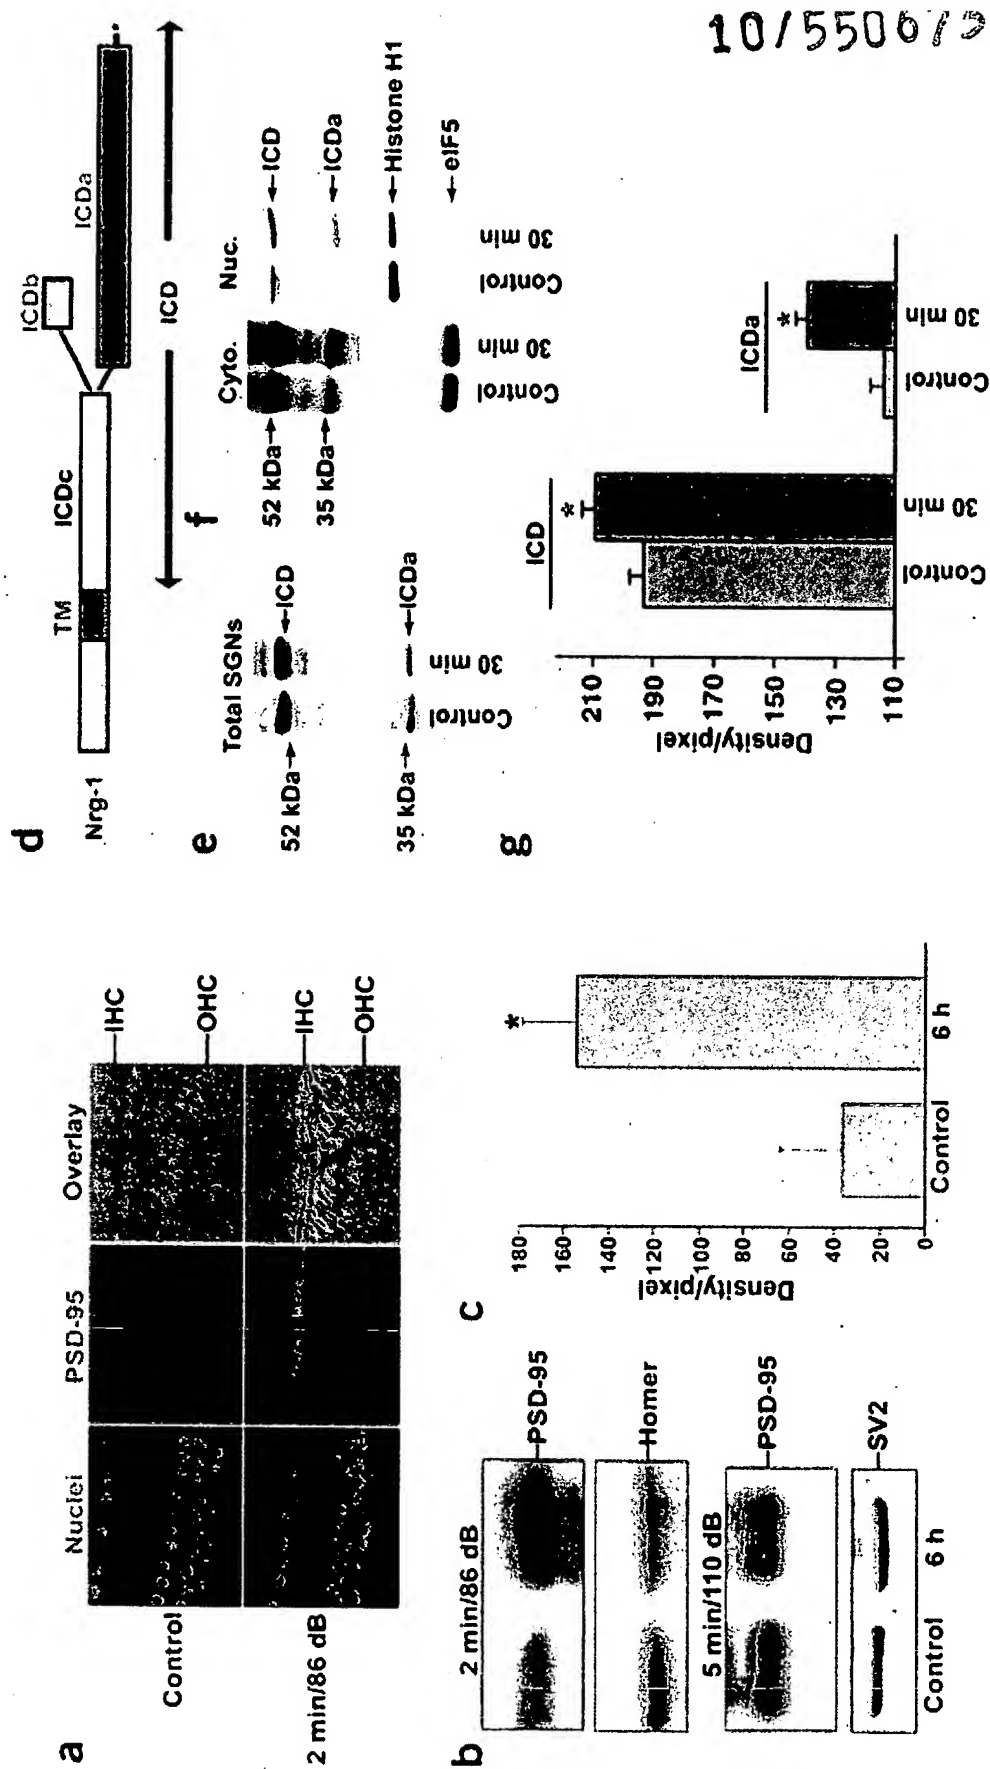 10/550675
a
Nuclei PSD-95 Overlay
Control
2 min/86 dB
IHC
OHC
IHC
OHC
b
2 min/86 dB
PSD-95
Homer
5 min/110 dB
PSD-95
SV2
Control 6 h
c
Density/pixel
180
160
140
120
100
80
60
40
20
0
*
Control 6 h
d
Nrg-1
TM ICDc ICDb ICDa
*
ICD
e
Total SGNs
52 kDa
ICD
35 kDa
ICDa
Control 30 min
f
Cyto. Nuc.
52 kDa
ICD
35 kDa
ICDa
Histone H1
eIF5
Control 30 min Control 30 min
g
Density/pixel
210
190
170
150
130
110
ICD
*
ICDa
*
Control 30 min Control 30 min